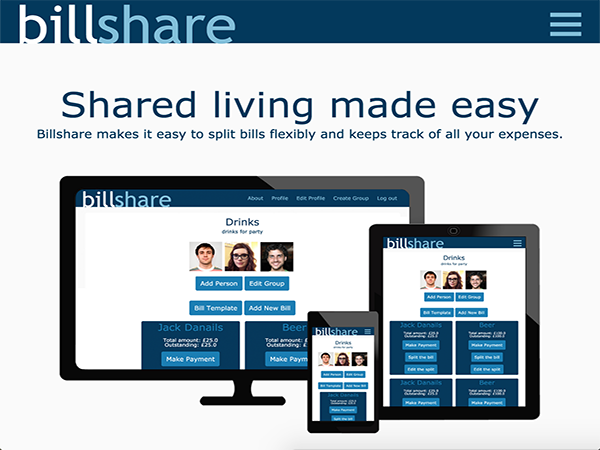 billshare
Shared living made easy
Billshare makes it easy to split bills flexibly and keeps track of all your expenses.
billshare
About Profile Edit Profile Create Group Log out
Drinks
drinks for party
Add Person Edit Group
Bill Template Add New Bill
Jack Danails Beer
Total amount: £25.0 Total amount: £
Outstanding: £25.0 Outstanding: £
Make Payment Make Payment
billshare
Drinks
drinks for party
Add Person Edit Group
Bill Template Add New Bill
Jack Danails
Make Payment
Split the bill
billshare
Drinks
drinks for party
Add Person Edit Group
Bill Template Add New Bill
Jack Danails Beer
Total amount: £25.0 Total amount: £100.0
Outstanding: £25.0 Outstanding: £100.0
Make Payment Make Payment
Split the bill Split the bill
Edit the split Edit the split
Jack Danails Beer
Make Payment Make Payment